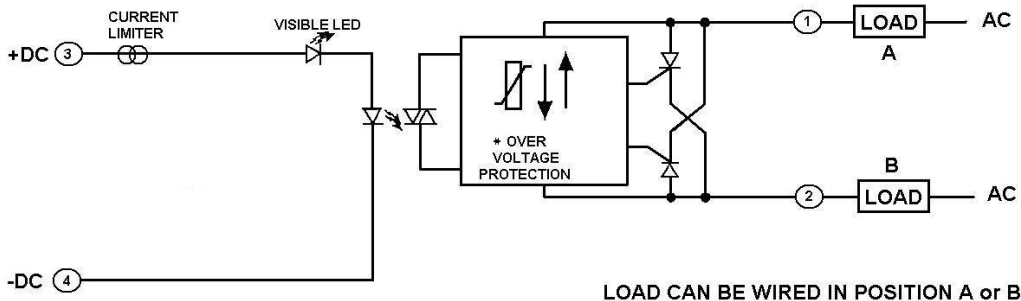 CURRENT
LIMITER
VISIBLE LED
+DC 3
1
LOAD
AC
A
* OVER
VOLTAGE
PROTECTION
B
2
LOAD
AC
-DC 4
LOAD CAN BE WIRED IN POSITION A or B